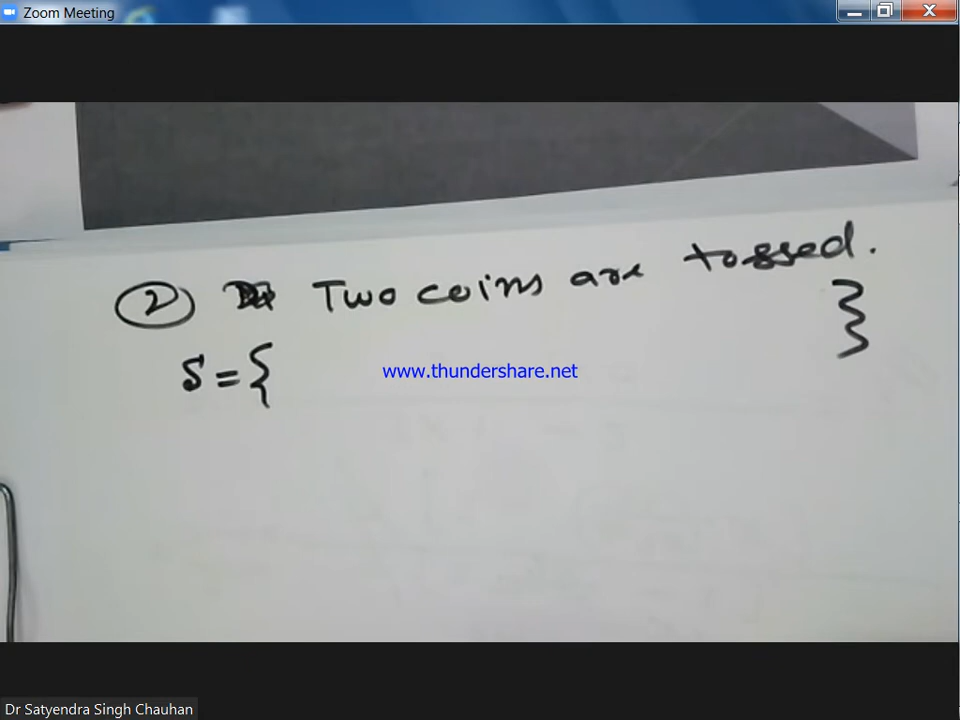 Zoom Meeting
② Two coins are tossed.
S = { }
www.thundershare.net
Dr Satyendra Singh Chauhan